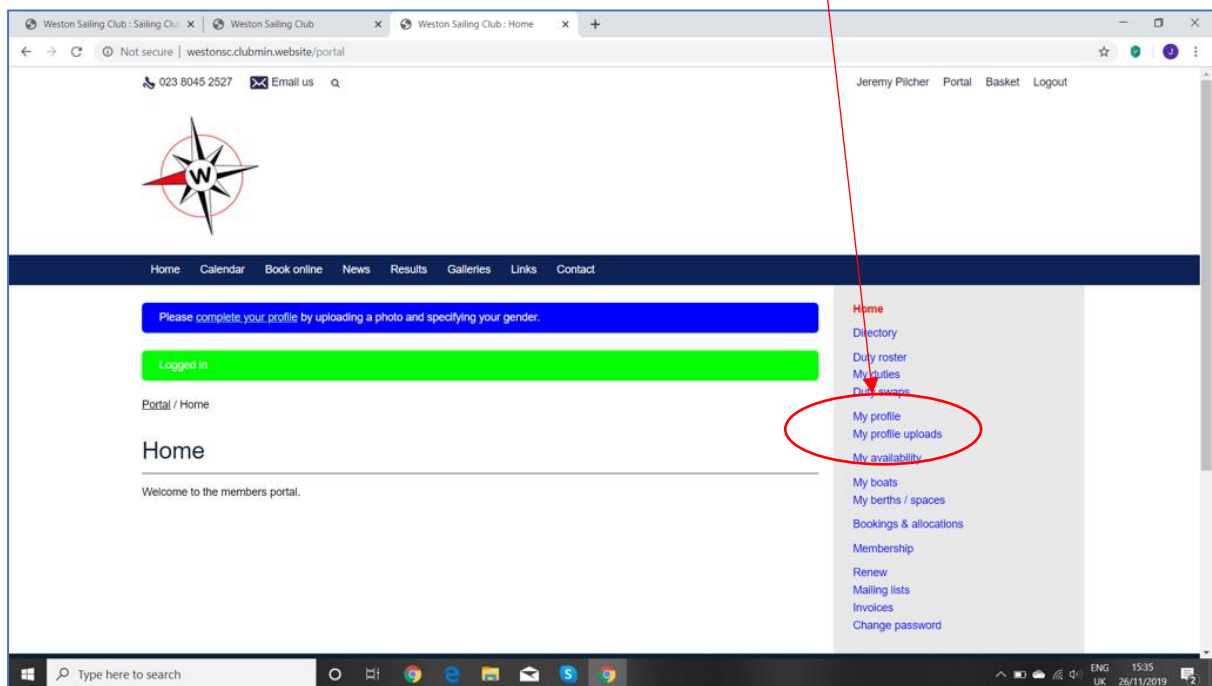 Weston Sailing Club : Sailing Clu
Weston Sailing Club
Weston Sailing Club : Home
Not secure | westonsc.clubmin.website/portal
J
023 8045 2527 Email us
Jeremy Pilcher Portal Basket Logout
W
Home Calendar Book online News Results Galleries Links Contact
Please complete your profile by uploading a photo and specifying your gender.
Logged in
Portal / Home
Home
Welcome to the members portal.
Home
Directory
Duty roster
My duties
Duty swaps
My profile
My profile uploads
My availability
My boats
My berths / spaces
Bookings & allocations
Membership
Renew
Mailing lists
Invoices
Change password
Type here to search
ENG
UK
15:35
26/11/2019
2